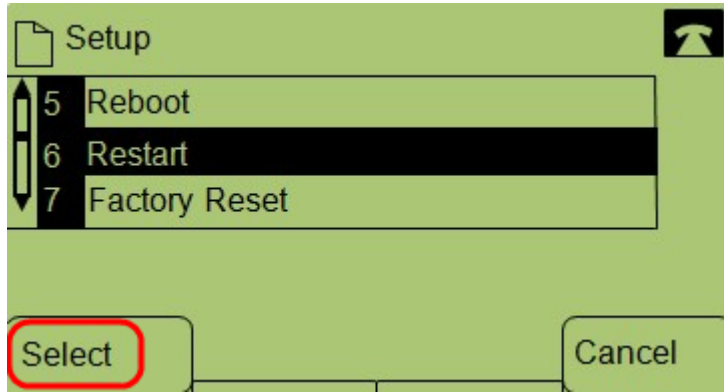 Setup
5 Reboot
6 Restart
7 Factory Reset
Select Cancel